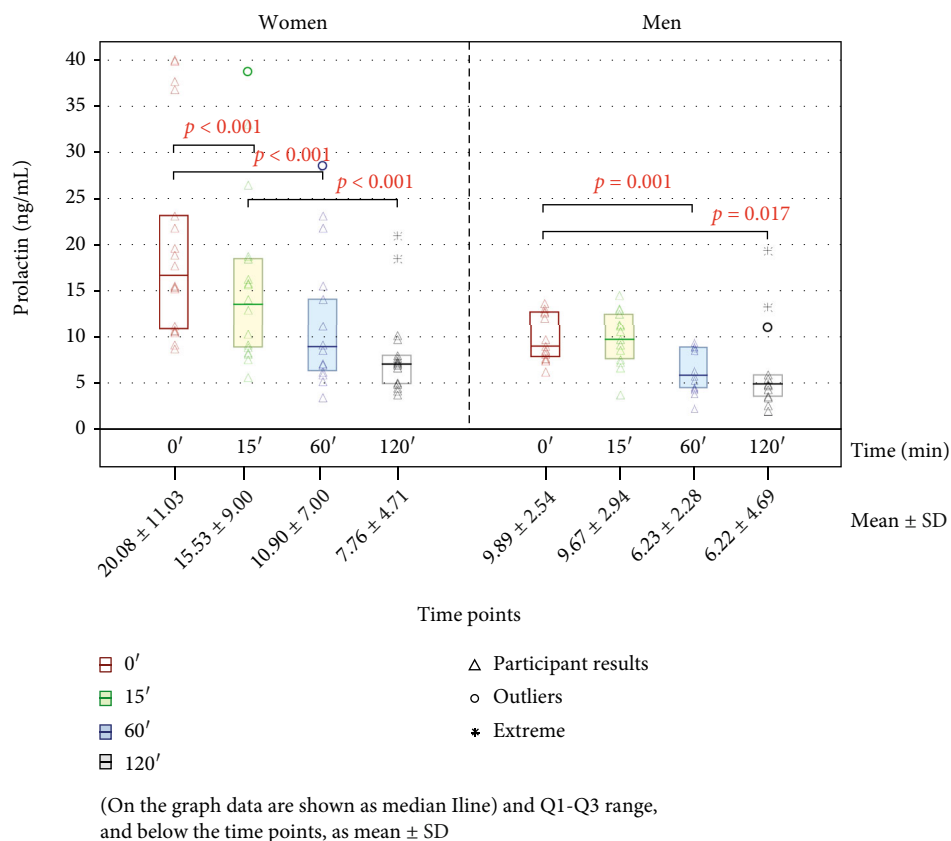 Women Men
40
35
30
25
20
15
10
5
0
Prolactin (ng/mL)
p < 0.001
p < 0.001
p < 0.001
p = 0.001
p = 0.017
0′ 15′ 60′ 120′ 0′ 15′ 60′ 120′ Time (min)
20.08 ± 11.03 15.53 ± 9.00 10.90 ± 7.00 7.76 ± 4.71 9.89 ± 2.54 9.67 ± 2.94 6.23 ± 2.28 6.22 ± 4.69 Mean ± SD
Time points
0′ Participant results
15′ Outliers
60′ Extreme
120′
(On the graph data are shown as median Iline) and Q1-Q3 range,
and below the time points, as mean ± SD